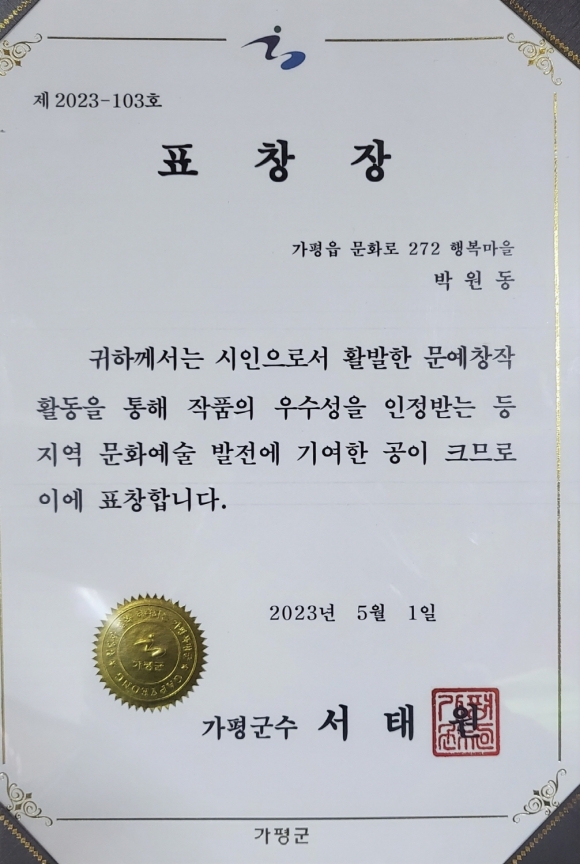 제 2023-103호
표 창 장
가평읍 문화로 272 행복마을
박 원 동
귀하께서는 시인으로서 활발한 문예창작
활동을 통해 작품의 우수성을 인정받는 등
지역 문화예술 발전에 기여한 공이 크므로
이에 표창합니다.
2023년 5월 1일
가평군
GAPYEONG
가평군수 서 태 원
가평군